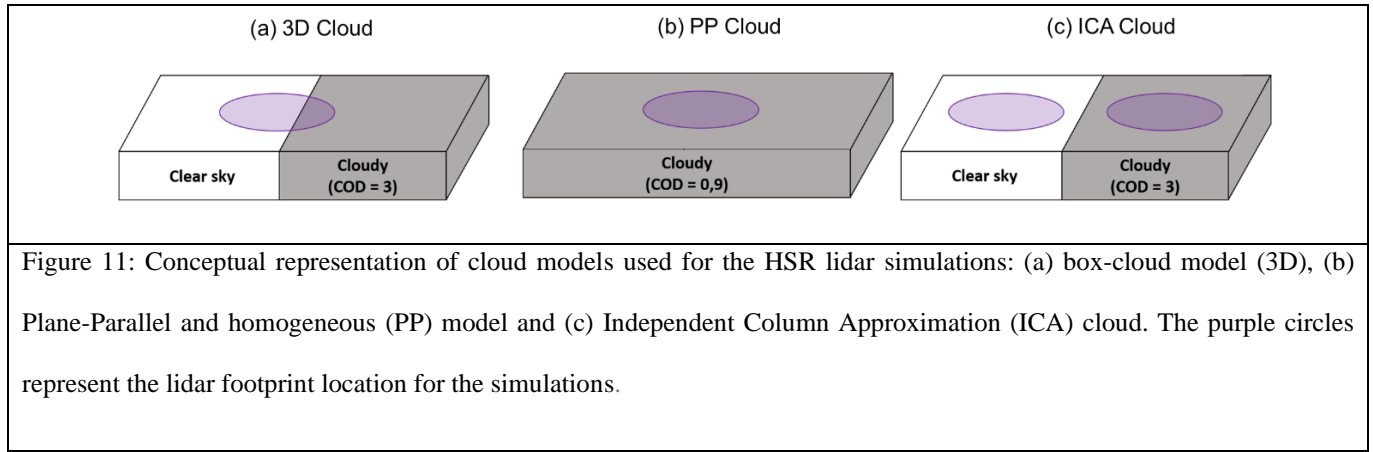 (a) 3D Cloud
(b) PP Cloud
(c) ICA Cloud
Clear sky
Cloudy
(COD = 3)
Cloudy
(COD = 0,9)
Clear sky
Cloudy
(COD = 3)
Figure 11: Conceptual representation of cloud models used for the HSR lidar simulations: (a) box-cloud model (3D), (b)
Plane-Parallel and homogeneous (PP) model and (c) Independent Column Approximation (ICA) cloud. The purple circles
represent the lidar footprint location for the simulations.